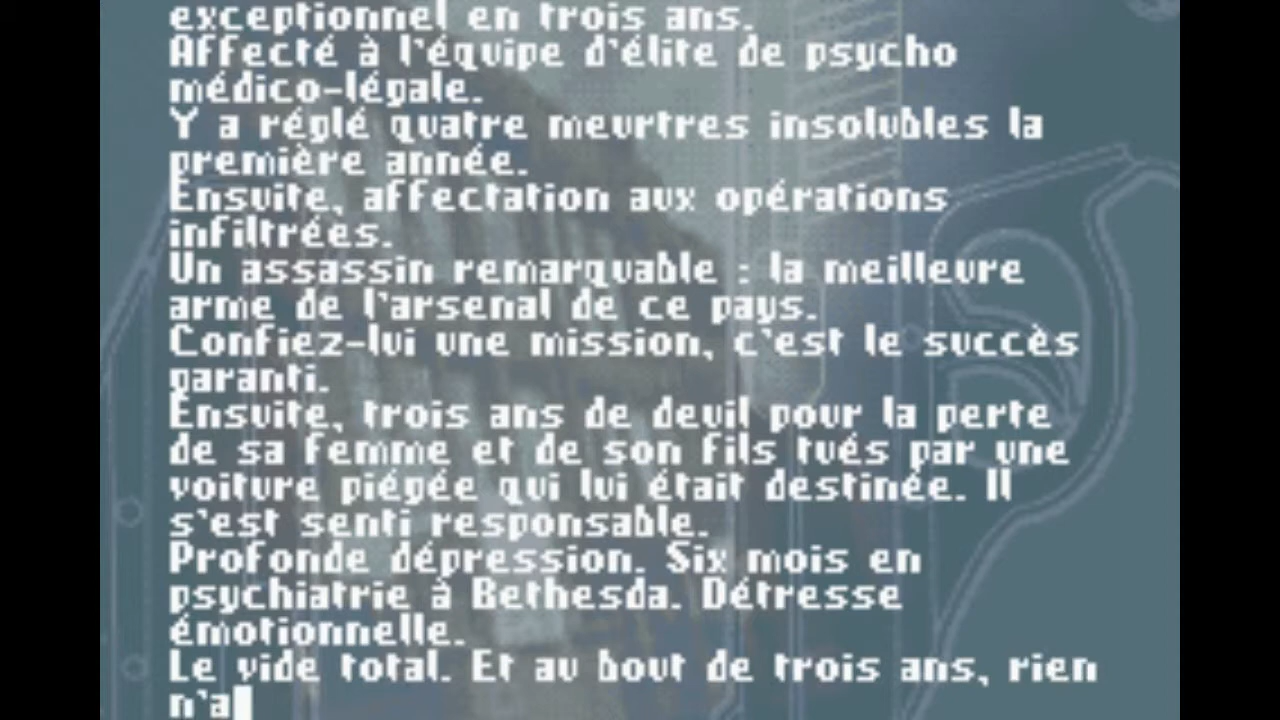 exceptionnel en trois ans.
Affecté à l'équipe d'élite de psycho
médico-légale.
Y a réglé quatre meurtres insolubles la
première année.
Ensuite, affectation aux opérations
infiltrées.
Un assassin remarquable : la meilleure
arme de l'arsenal de ce pays.
Confiez-lui une mission, c'est le succès
garanti.
Ensuite, trois ans de deuil pour la perte
de sa femme et de son fils tués par une
voiture piégée qui lui était destinée. Il
s'est senti responsable.
Profonde dépression. Six mois en
psychiatrie à Bethesda. Détresse
émotionnelle.
Le vide total. Et au bout de trois ans, rien
n'a